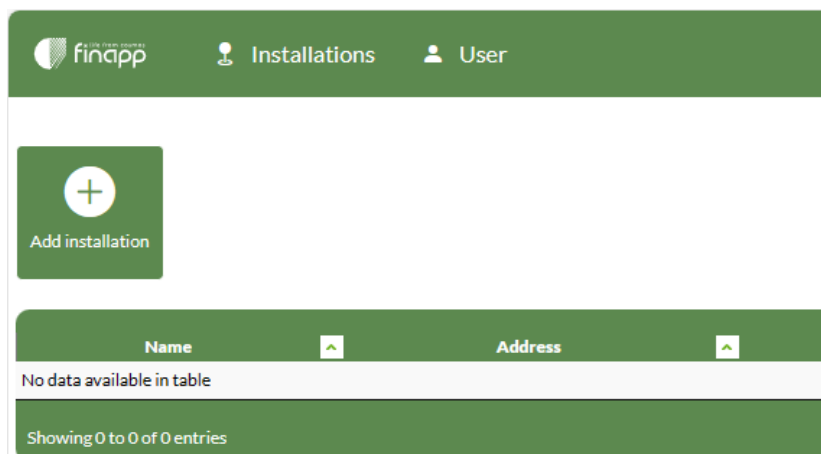 finapp
Installations
User
Add installation
Name
Address
No data available in table
Showing 0 to 0 of 0 entries